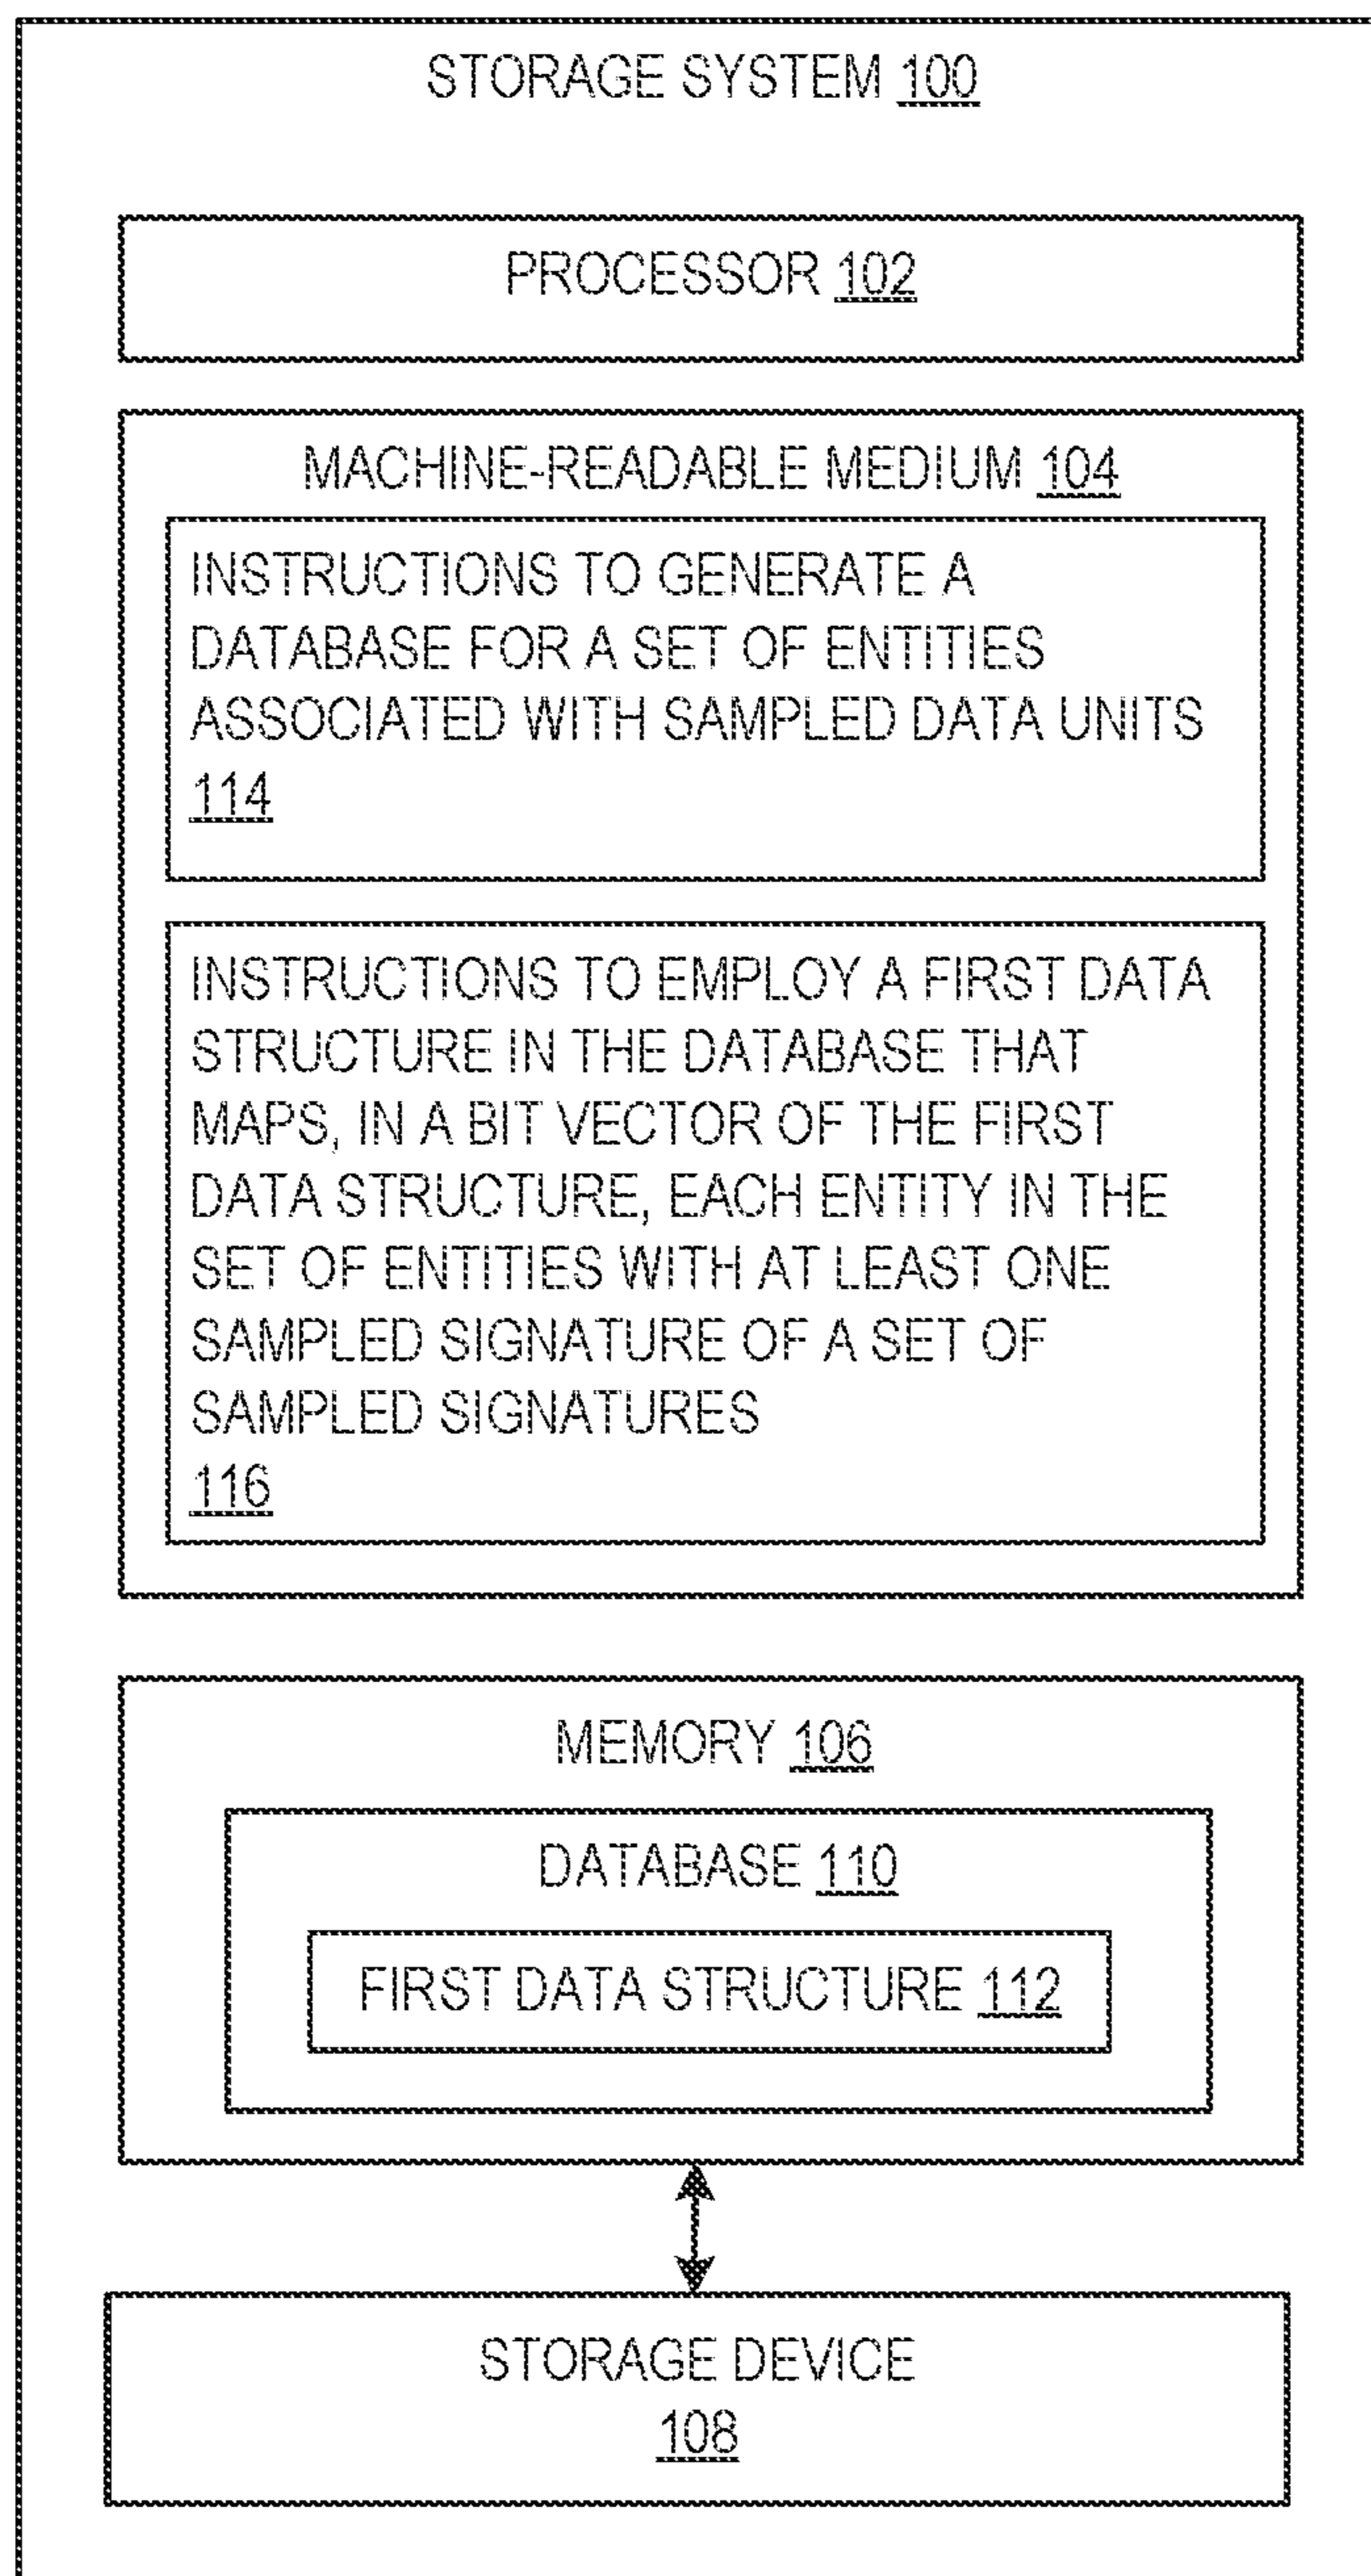 STORAGE SYSTEM 100
PROCESSOR 102
MACHINE-READABLE MEDIUM 104
INSTRUCTIONS TO GENERATE A
DATABASE FOR A SET OF ENTITIES
ASSOCIATED WITH SAMPLED DATA UNITS
114
INSTRUCTIONS TO EMPLOY A FIRST DATA
STRUCTURE IN THE DATABASE THAT
MAPS, IN A BIT VECTOR OF THE FIRST
DATA STRUCTURE, EACH ENTITY IN THE
SET OF ENTITIES WITH AT LEAST ONE
SAMPLED SIGNATURE OF A SET OF
SAMPLED SIGNATURES
116
MEMORY 106
DATABASE 110
FIRST DATA STRUCTURE 112
STORAGE DEVICE
108